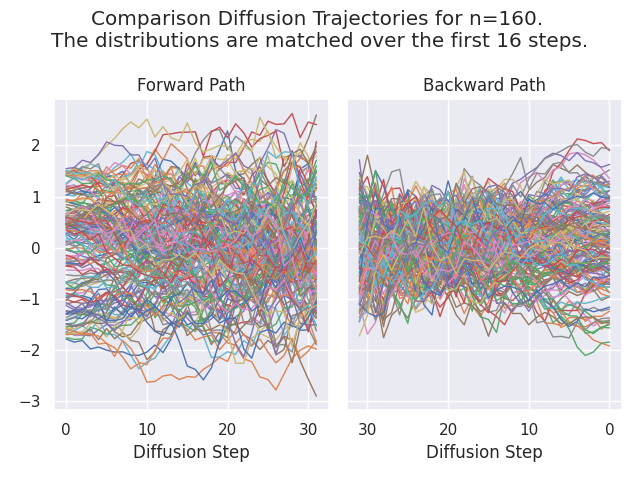 Comparison Diffusion Trajectories for n=160.
The distributions are matched over the first 16 steps.
Forward Path
Backward Path
2
1
0
−1
−2
−3
0 10 20 30
30 20 10 0
Diffusion Step
Diffusion Step